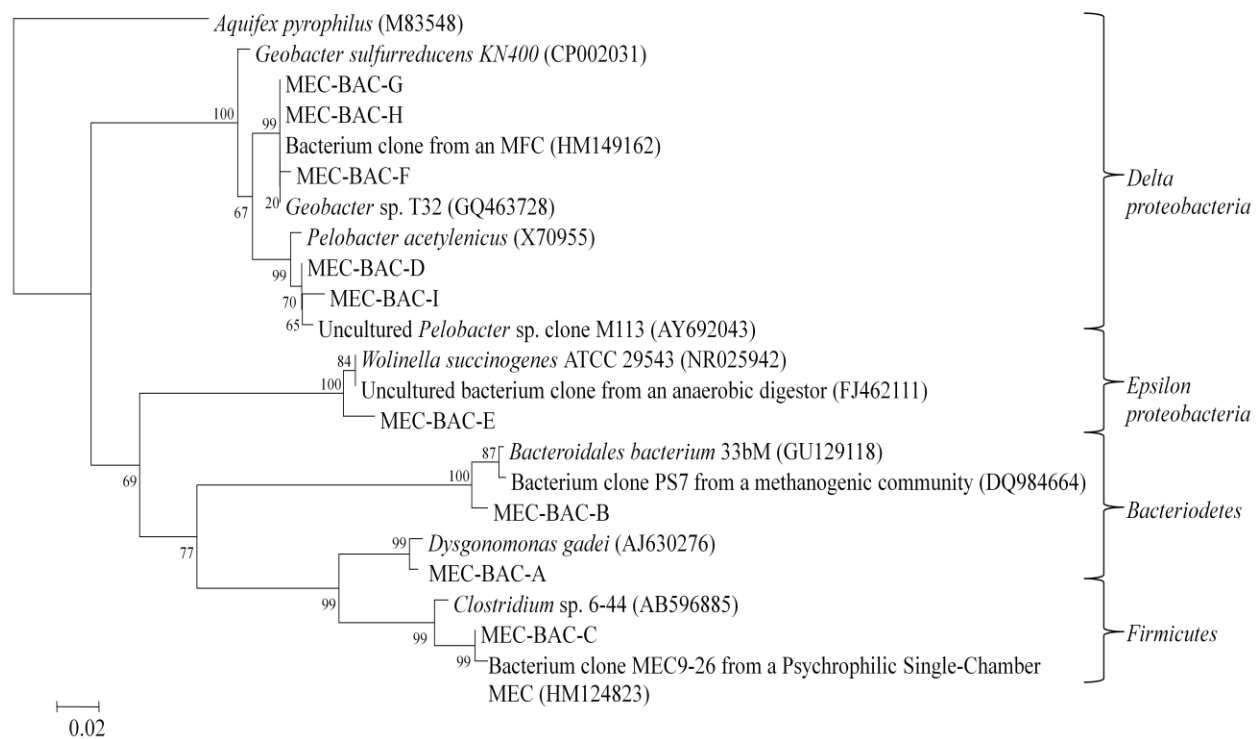 Aquifex pyrophilus (M83548)
Geobacter sulfurreducens KN400 (CP002031)
MEC-BAC-G
100
99
MEC-BAC-H
Bacterium clone from an MFC (HM149162)
MEC-BAC-F
Delta
proteobacteria
67
20
Geobacter sp. T32 (GQ463728)
Pelobacter acetylenicus (X70955)
99
MEC-BAC-D
70
MEC-BAC-I
65
Uncultured Pelobacter sp. clone M113 (AY692043)
84
Wolinella succinogenes ATCC 29543 (NR025942)
100
Uncultured bacterium clone from an anaerobic digestor (FJ462111)
Epsilon
proteobacteria
MEC-BAC-E
87
Bacteroidales bacterium 33bM (GU129118)
69
100
Bacterium clone PS7 from a methanogenic community (DQ984664)
MEC-BAC-B
Bacteriodetes
77
99
Dysgonomonas gadei (AJ630276)
MEC-BAC-A
99
Clostridium sp. 6-44 (AB596885)
99
MEC-BAC-C
Firmicutes
99
Bacterium clone MEC9-26 from a Psychrophilic Single-Chamber
MEC (HM124823)
0.02